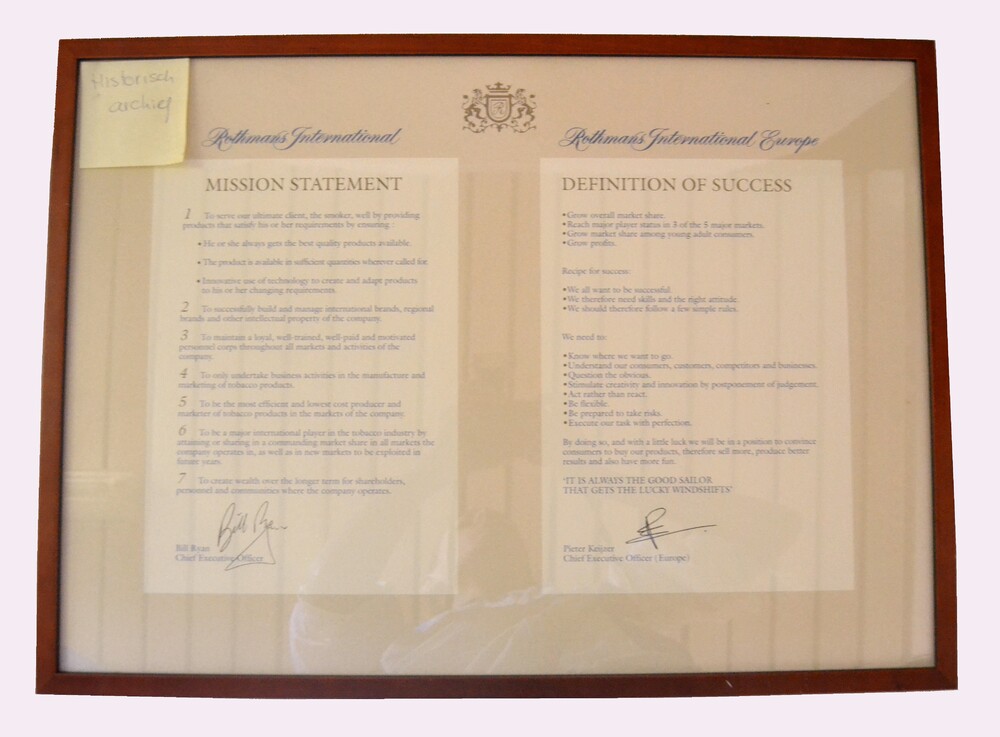 Historisch
archief
Rothmans International
MISSION STATEMENT
1 To serve our ultimate client, the smoker, well by providing
products that satisfy his or her requirements by ensuring :
• He or she always gets the best quality products available.
• The product is available in sufficient quantities wherever called for.
• Innovative use of technology to create and adapt products
to his or her changing requirements.
2 To successfully build and manage international brands, regional
brands and other intellectual property of the company.
3 To maintain a loyal, well-trained, well-paid and motivated
personnel corps throughout all markets and activities of the
company.
4 To only undertake business activities in the manufacture and
marketing of tobacco products.
5 To be the most efficient and lowest cost producer and
marketer of tobacco products in the markets of the company.
6 To be a major international player in the tobacco industry by
attaining or sharing in a commanding market share in all markets the
company operates in, as well as in new markets to be exploited in
future years.
7 To create wealth over the longer term for shareholders,
personnel and communities where the company operates.
Bill Ryan
Bill Ryan
Chief Executive Officer
Rothmans International Europe
DEFINITION OF SUCCESS
• Grow overall market share.
• Reach major player status in 3 of the 5 major markets.
• Grow market share among young adult consumers.
• Grow profits.
Recipe for success:
• We all want to be successful.
• We therefore need skills and the right attitude.
• We should therefore follow a few simple rules.
We need to:
• Know where we want to go.
• Understand our consumers, customers, competitors and businesses.
• Question the obvious.
• Stimulate creativity and innovation by postponement of judgement.
• Act rather than react.
• Be flexible.
• Be prepared to take risks.
• Execute our task with perfection.
By doing so, and with a little luck we will be in a position to convince
consumers to buy our products, therefore sell more, produce better
results and also have more fun.
'IT IS ALWAYS THE GOOD SAILOR
THAT GETS THE LUCKY WINDSHIFTS'
Pieter Keijzer
Chief Executive Officer (Europe)